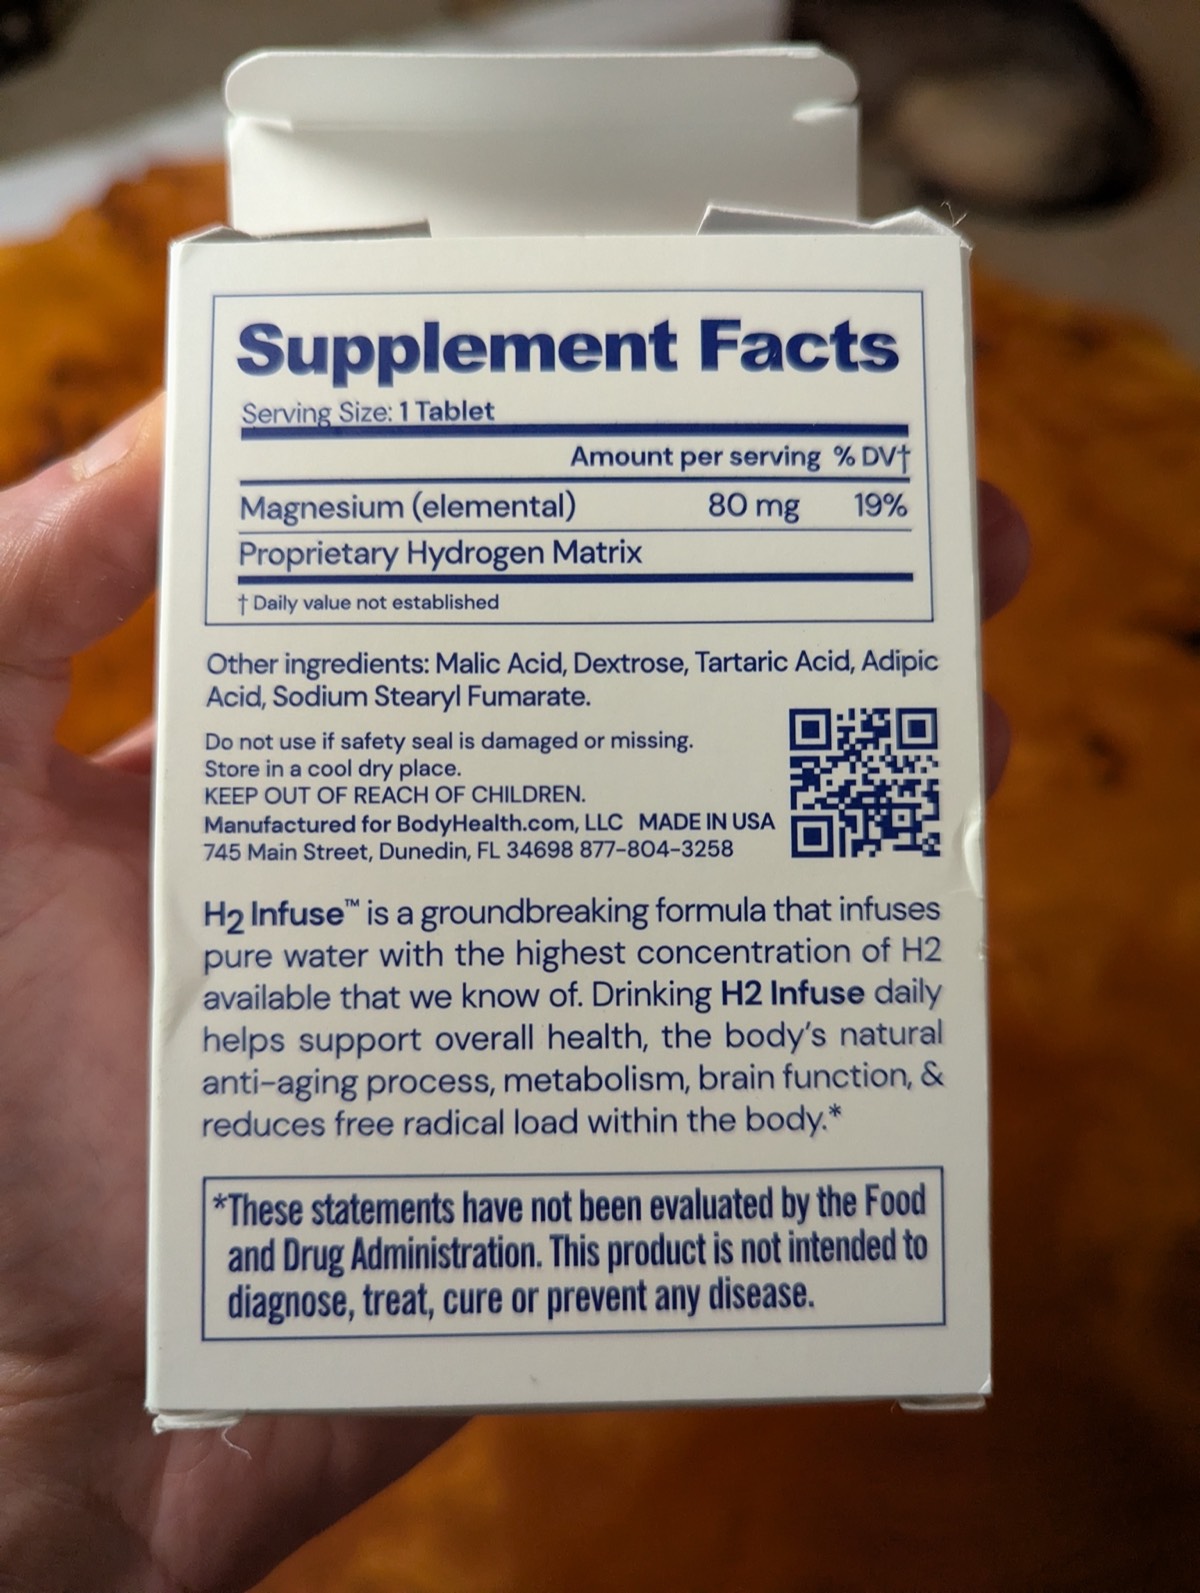 Supplement Facts
Serving Size: 1 Tablet
Amount per serving % DV†
Magnesium (elemental) 80 mg 19%
Proprietary Hydrogen Matrix
† Daily value not established
Other ingredients: Malic Acid, Dextrose, Tartaric Acid, Adipic
Acid, Sodium Stearyl Fumarate.
Do not use if safety seal is damaged or missing.
Store in a cool dry place.
KEEP OUT OF REACH OF CHILDREN.
Manufactured for BodyHealth.com, LLC MADE IN USA
745 Main Street, Dunedin, FL 34698 877-804-3258
H2 Infuse™ is a groundbreaking formula that infuses
pure water with the highest concentration of H2
available that we know of. Drinking H2 Infuse daily
helps support overall health, the body's natural
anti-aging process, metabolism, brain function, &
reduces free radical load within the body.*
*These statements have not been evaluated by the Food
and Drug Administration. This product is not intended to
diagnose, treat, cure or prevent any disease.